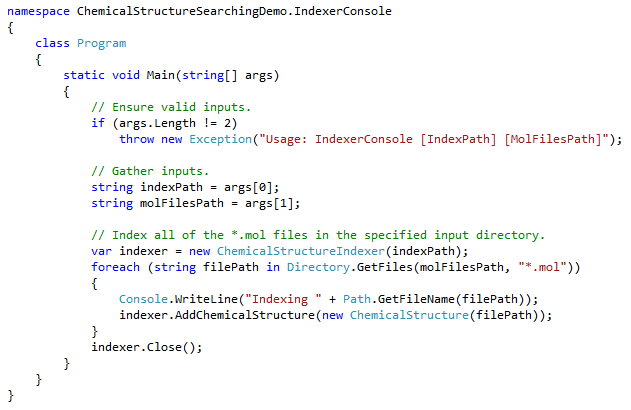 namespace ChemicalStructureSearchingDemo.IndexerConsole
{
    class Program
    {
        static void Main(string[] args)
        {
            // Ensure valid inputs.
            if (args.Length != 2)
                throw new Exception("Usage: IndexerConsole [IndexPath] [MolFilesPath]");

            // Gather inputs.
            string indexPath = args[0];
            string molFilesPath = args[1];

            // Index all of the *.mol files in the specified input directory.
            var indexer = new ChemicalStructureIndexer(indexPath);
            foreach (string filePath in Directory.GetFiles(molFilesPath, "*.mol"))
            {
                Console.WriteLine("Indexing " + Path.GetFileName(filePath));
                indexer.AddChemicalStructure(new ChemicalStructure(filePath));
            }
            indexer.Close();
        }
    }
}